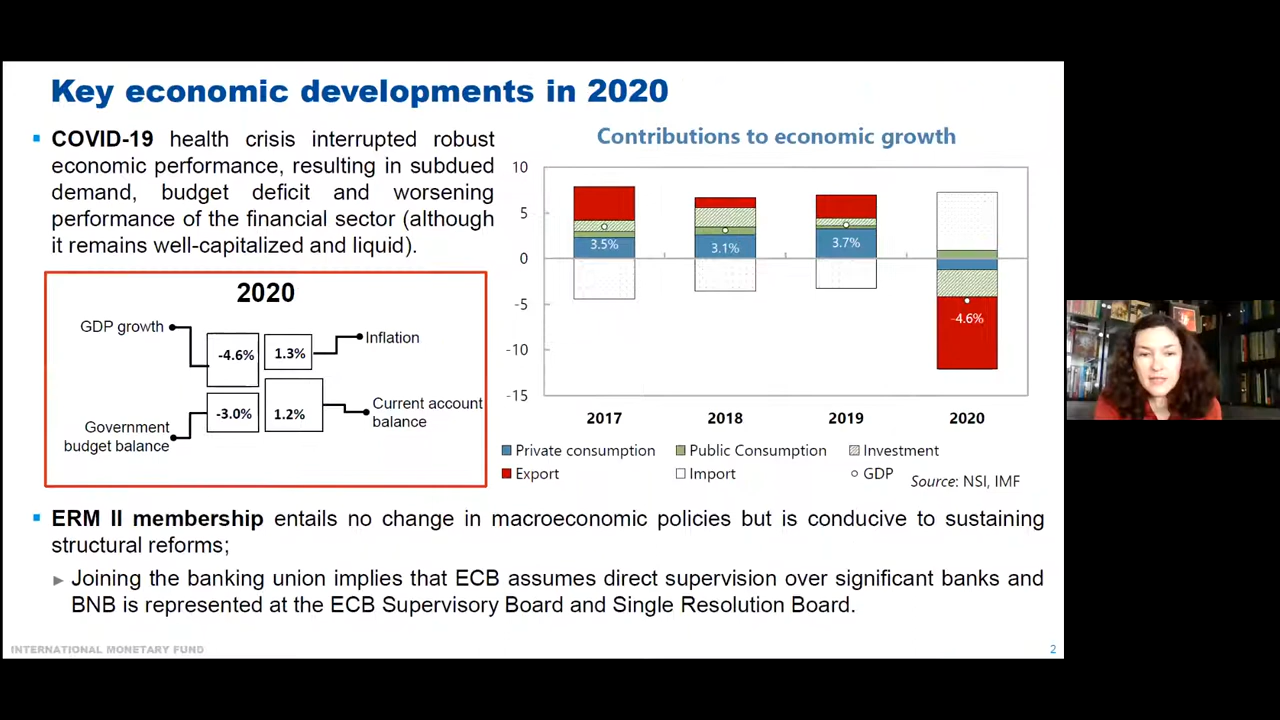 Key economic developments in 2020
COVID-19 health crisis interrupted robust
economic performance, resulting in subdued
demand, budget deficit and worsening
performance of the financial sector (although
it remains well-capitalized and liquid).
2020
GDP growth
-4.6%
1.3%
Inflation
Government
budget balance
-3.0%
1.2%
Current account
balance
Contributions to economic growth
10
5
0
-5
-10
-15
3.5%
3.1%
3.7%
-4.6%
2017
2018
2019
2020
Private consumption
Public Consumption
Investment
Export
Import
GDP
Source: NSI, IMF
ERM II membership entails no change in macroeconomic policies but is conducive to sustaining
structural reforms;
Joining the banking union implies that ECB assumes direct supervision over significant banks and
BNB is represented at the ECB Supervisory Board and Single Resolution Board.
INTERNATIONAL MONETARY FUND
2